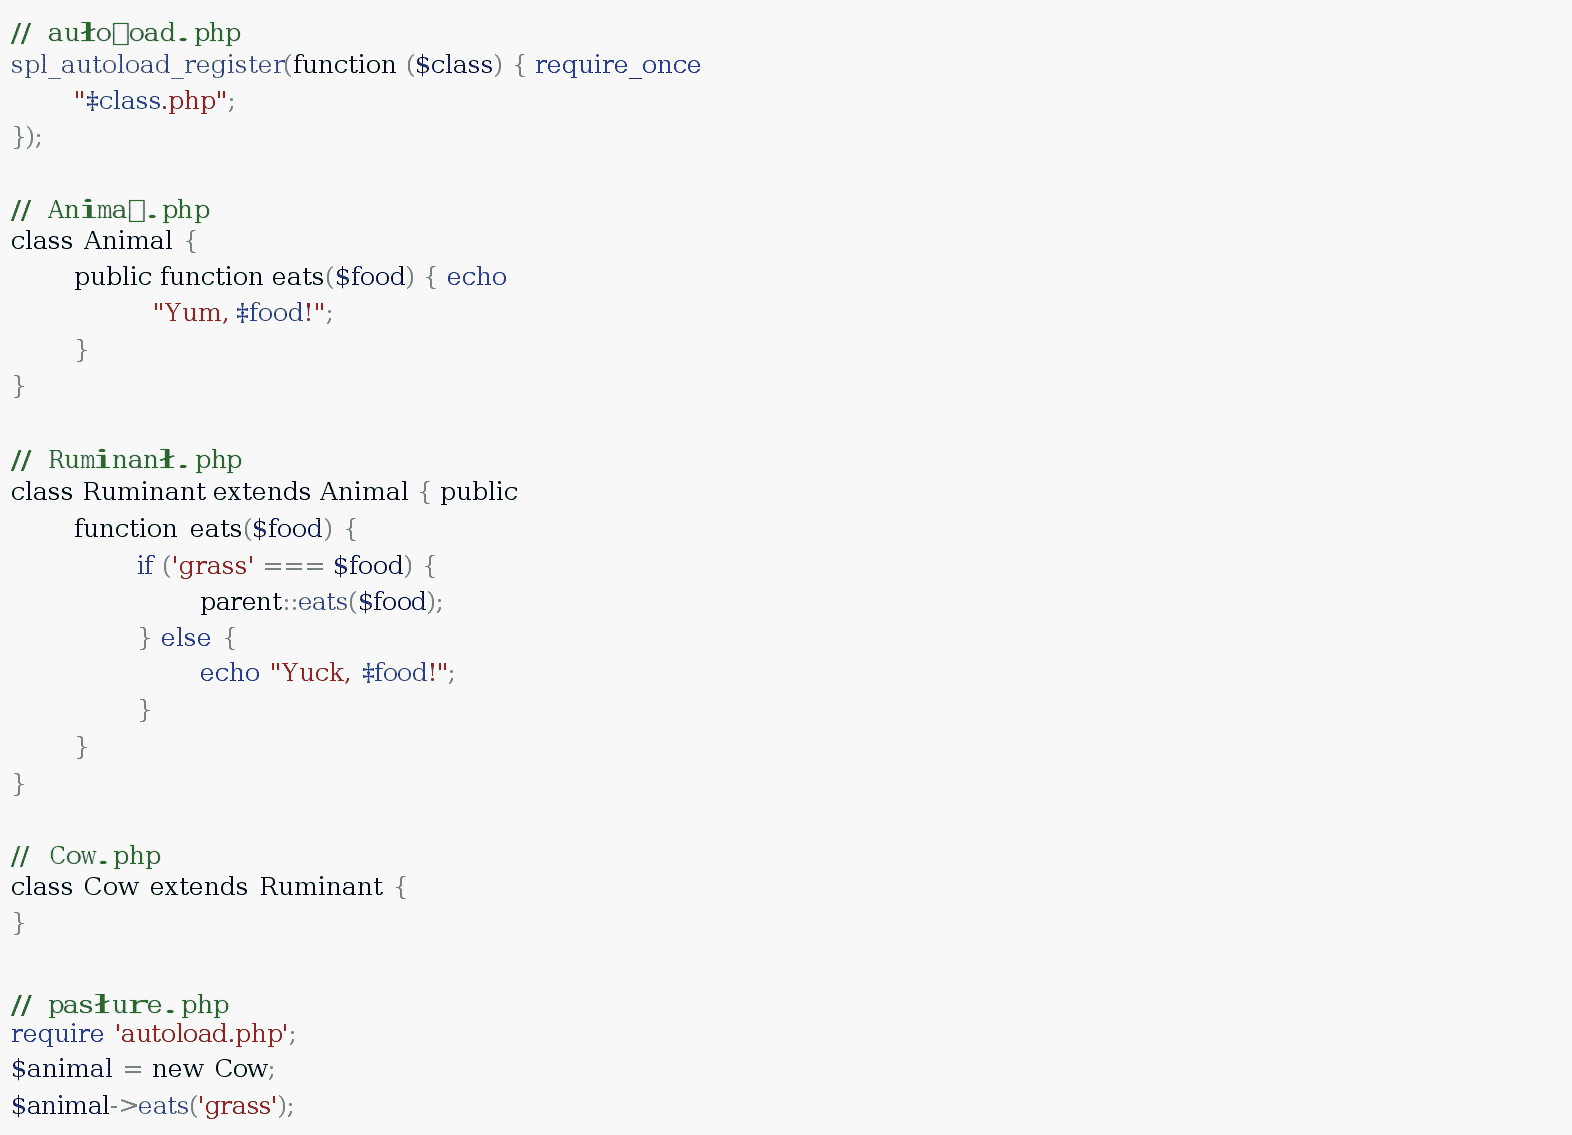 // autoload.php
spl_autoload_register(function ($class) { require_once
"‡class.php";
});
// Animal.php
class Animal {
public function eats($food) { echo
"Yum, ‡food!";
}
}
// Ruminanł.php
class Ruminant extends Animal { public
function eats($food) {
if ('grass' === $food) {
parent::eats($food);
} else {
echo "Yuck, ‡food!";
}
}
}
// Cow.php
class Cow extends Ruminant {
}
// pasłure.php
require 'autoload.php';
$animal = new Cow;
$animal->eats('grass');